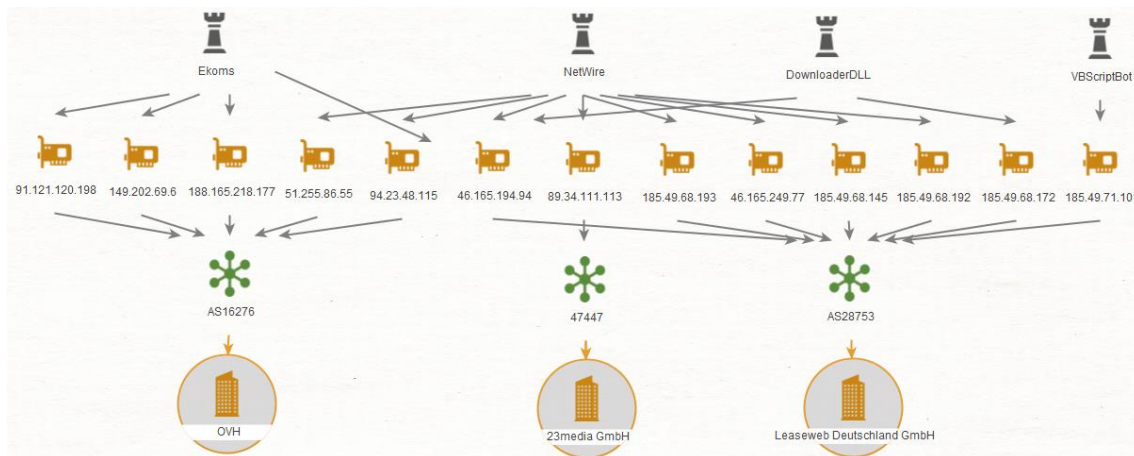 Ekoms
NetWire
DownloaderDLL
VBScriptBot
91.121.120.198
149.202.69.6
188.165.218.177
51.255.86.55
94.23.48.115
46.165.194.94
89.34.111.113
185.49.68.193
46.165.249.77
185.49.68.145
185.49.68.192
185.49.68.172
185.49.71.10
AS16276
47447
AS28753
OVH
23media GmbH
Leaseweb Deutschland GmbH